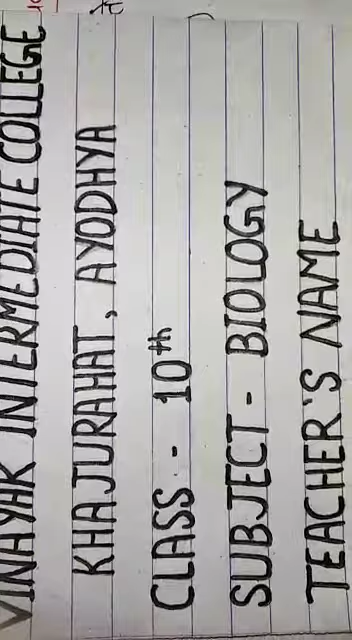 VINAYAK INTERMEDIATE COLLEGE
KHAJURAHAT, AYODHYA
CLASS - 10th
SUBJECT - BIOLOGY
TEACHER'S NAME